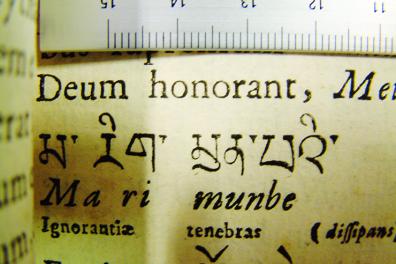 15 14 13 12 11
Deum honorant,
མ་ རིག་ མུན་པའི་
Ma ri munbe
Ignorantiæ tenebras (diſſipans